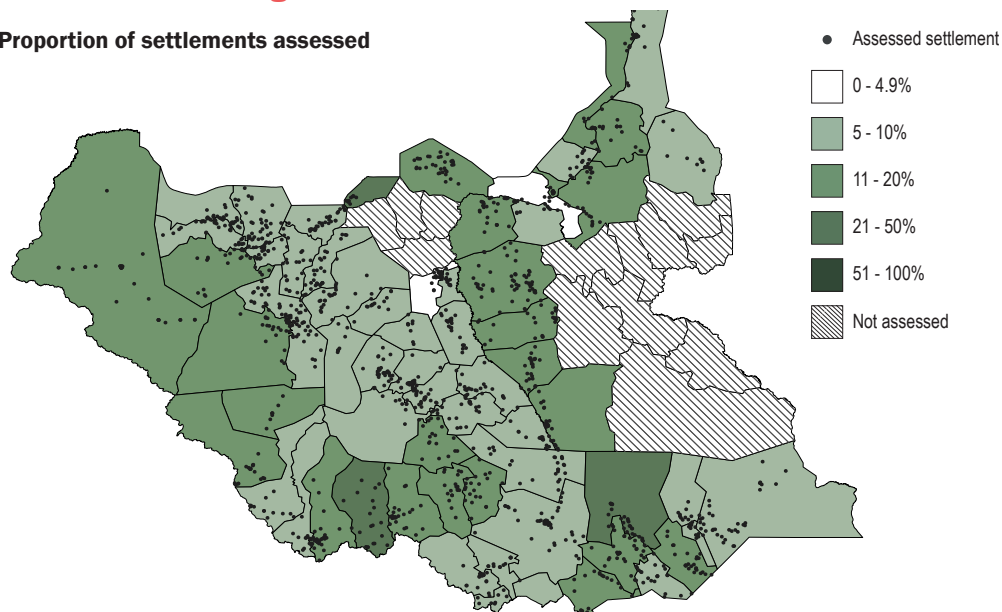 Proportion of settlements assessed
Assessed settlement
0 - 4.9%
5 - 10%
11 - 20%
21 - 50%
51 - 100%
Not assessed